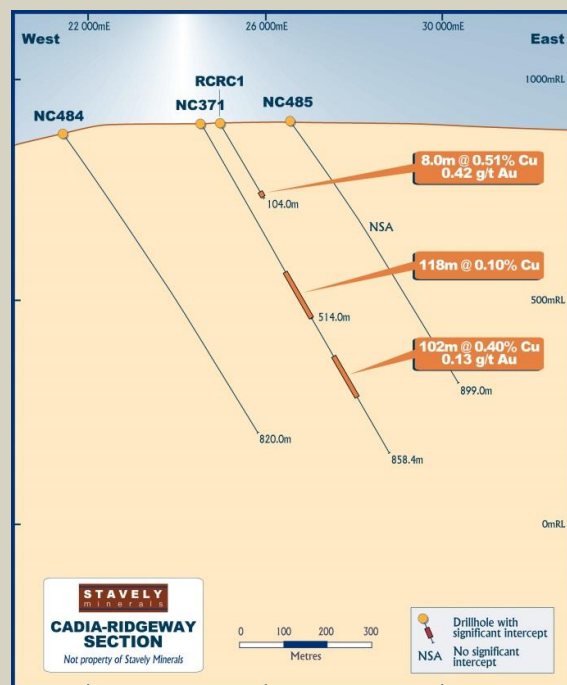 22 000mE
26 000mE
30 000mE
West
East
1000mRL
RCRC1
NC371
NC485
NC484
8.0m @ 0.51% Cu
0.42 g/t Au
104.0m
NSA
118m @ 0.10% Cu
500mRL
514.0m
102m @ 0.40% Cu
0.13 g/t Au
899.0m
820.0m
858.4m
0mRL
STAVELY
minerals
CADIA-RIDGEWAY
SECTION
Not property of Stavely Minerals
0 100 200 300
Metres
Drillhole with
significant intercept
NSA No significant
intercept